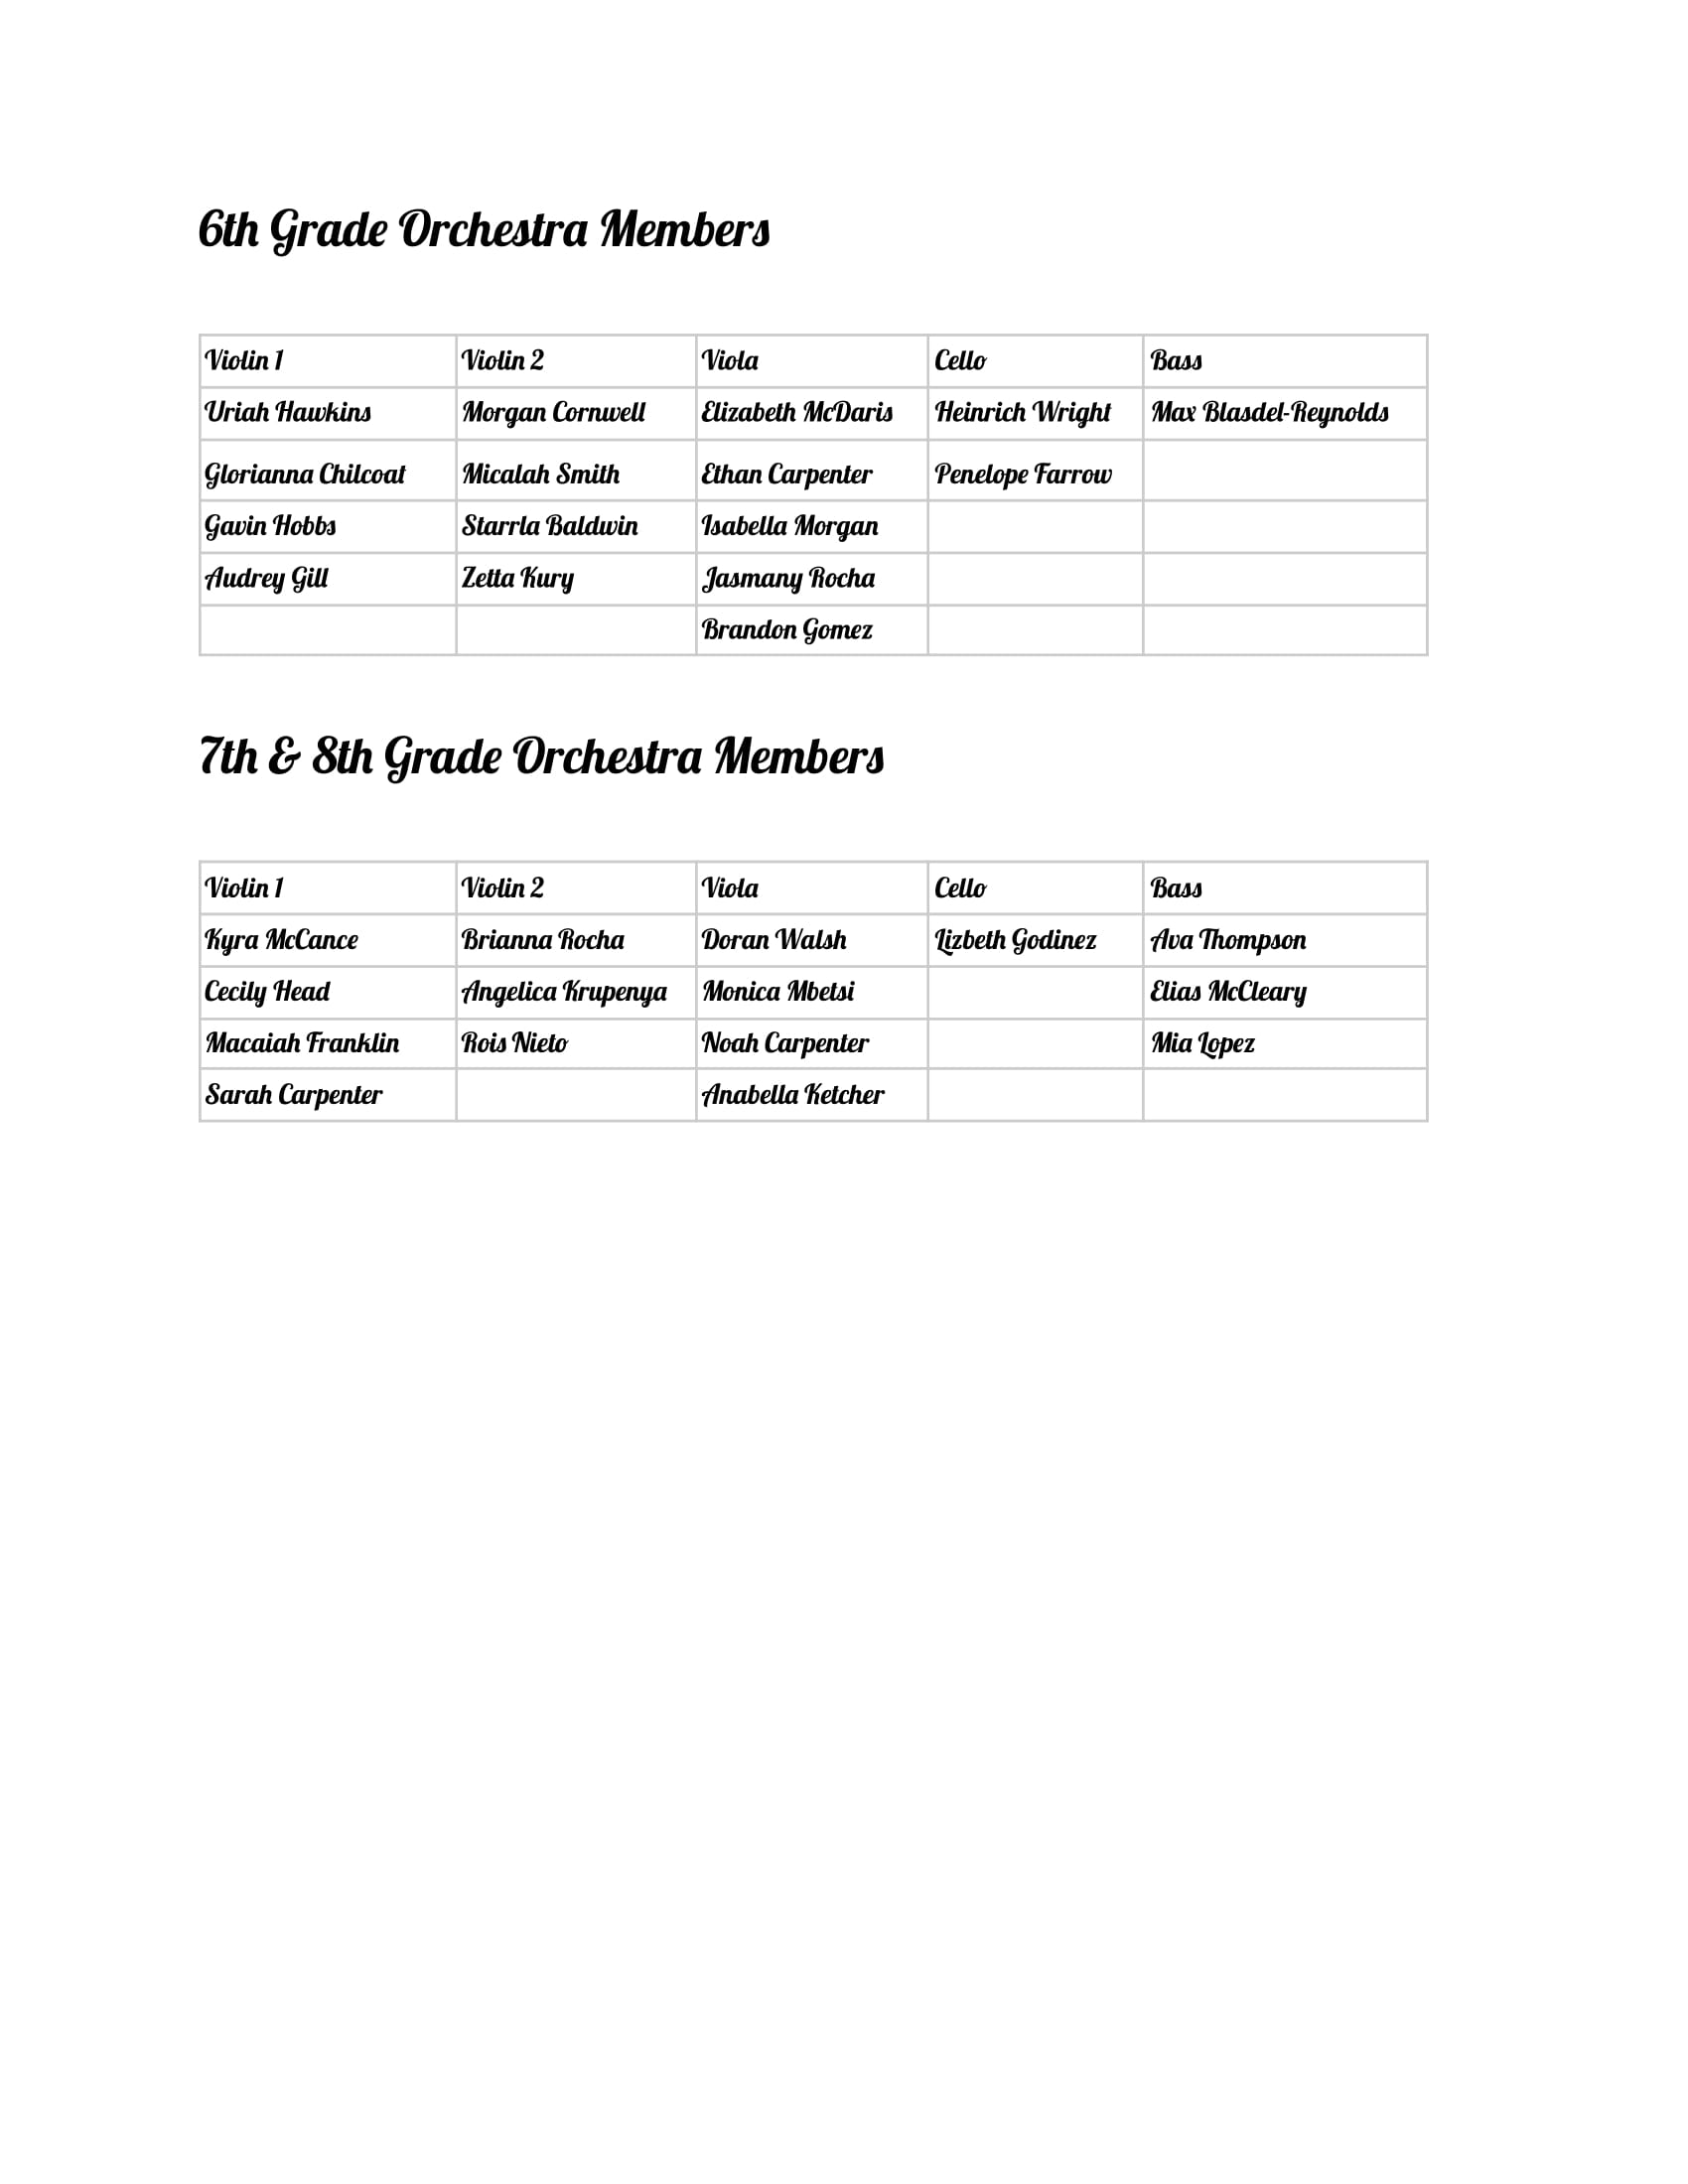 6th Grade Orchestra Members
Violin 1 Violin 2 Viola Cello Bass
Uriah Hawkins Morgan Cornwell Elizabeth McDaris Heinrich Wright Max Blasdel-Reynolds
Glorianna Chilcoat Micalah Smith Ethan Carpenter Penelope Farrow
Gavin Hobbs Starrla Baldwin Isabella Morgan
Audrey Gill Zetta Kury Jasmany Rocha
Brandon Gomez
7th & 8th Grade Orchestra Members
Violin 1 Violin 2 Viola Cello Bass
Kyra McCance Brianna Rocha Doran Walsh Lizbeth Godinez Ava Thompson
Cecily Head Angelica Krupenya Monica Mbetsi Elias McCleary
Macaiah Franklin Rois Nieto Noah Carpenter Mia Lopez
Sarah Carpenter Anabella Ketcher